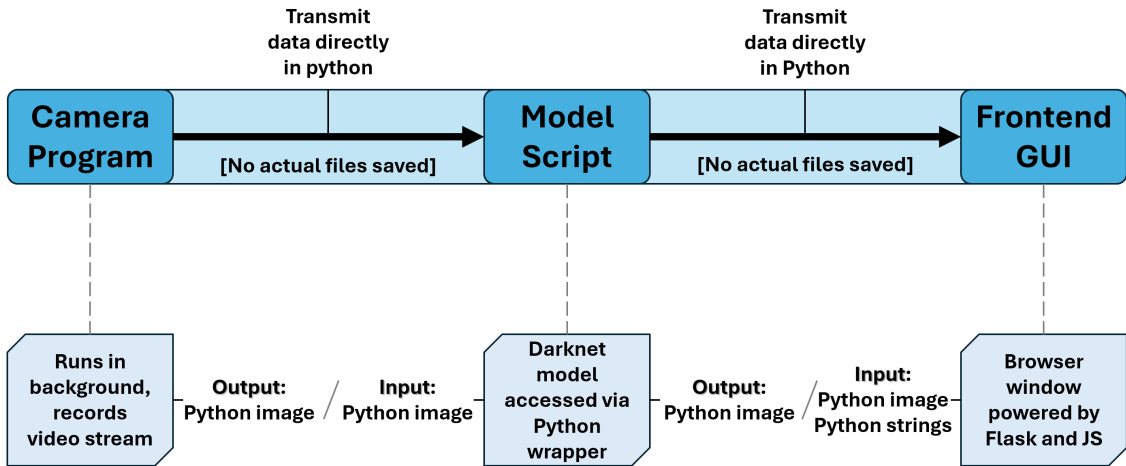 Transmit
data directly
in python
Transmit
data directly
in Python
Camera
Program
[No actual files saved]
Model
Script
[No actual files saved]
Frontend
GUI
Runs in
background,
records
video stream
Output:
Python image
/
Input:
Python image
Darknet
model
accessed via
Python
wrapper
Output:
Python image
/
Input:
Python image
Python strings
Browser
window
powered by
Flask and JS